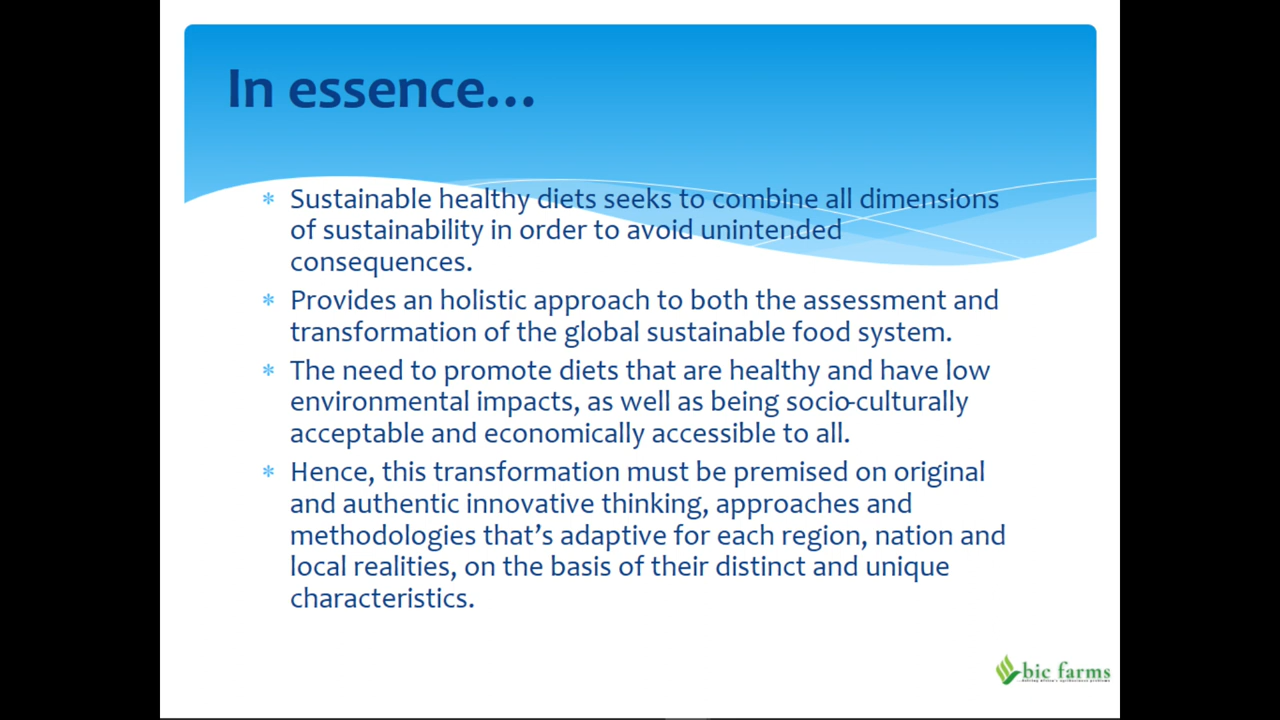 In essence…
* Sustainable healthy diets seeks to combine all dimensions
of sustainability in order to avoid unintended
consequences.
* Provides an holistic approach to both the assessment and
transformation of the global sustainable food system.
* The need to promote diets that are healthy and have low
environmental impacts, as well as being socio-culturally
acceptable and economically accessible to all.
* Hence, this transformation must be premised on original
and authentic innovative thinking, approaches and
methodologies that's adaptive for each region, nation and
local realities, on the basis of their distinct and unique
characteristics.
bic farms